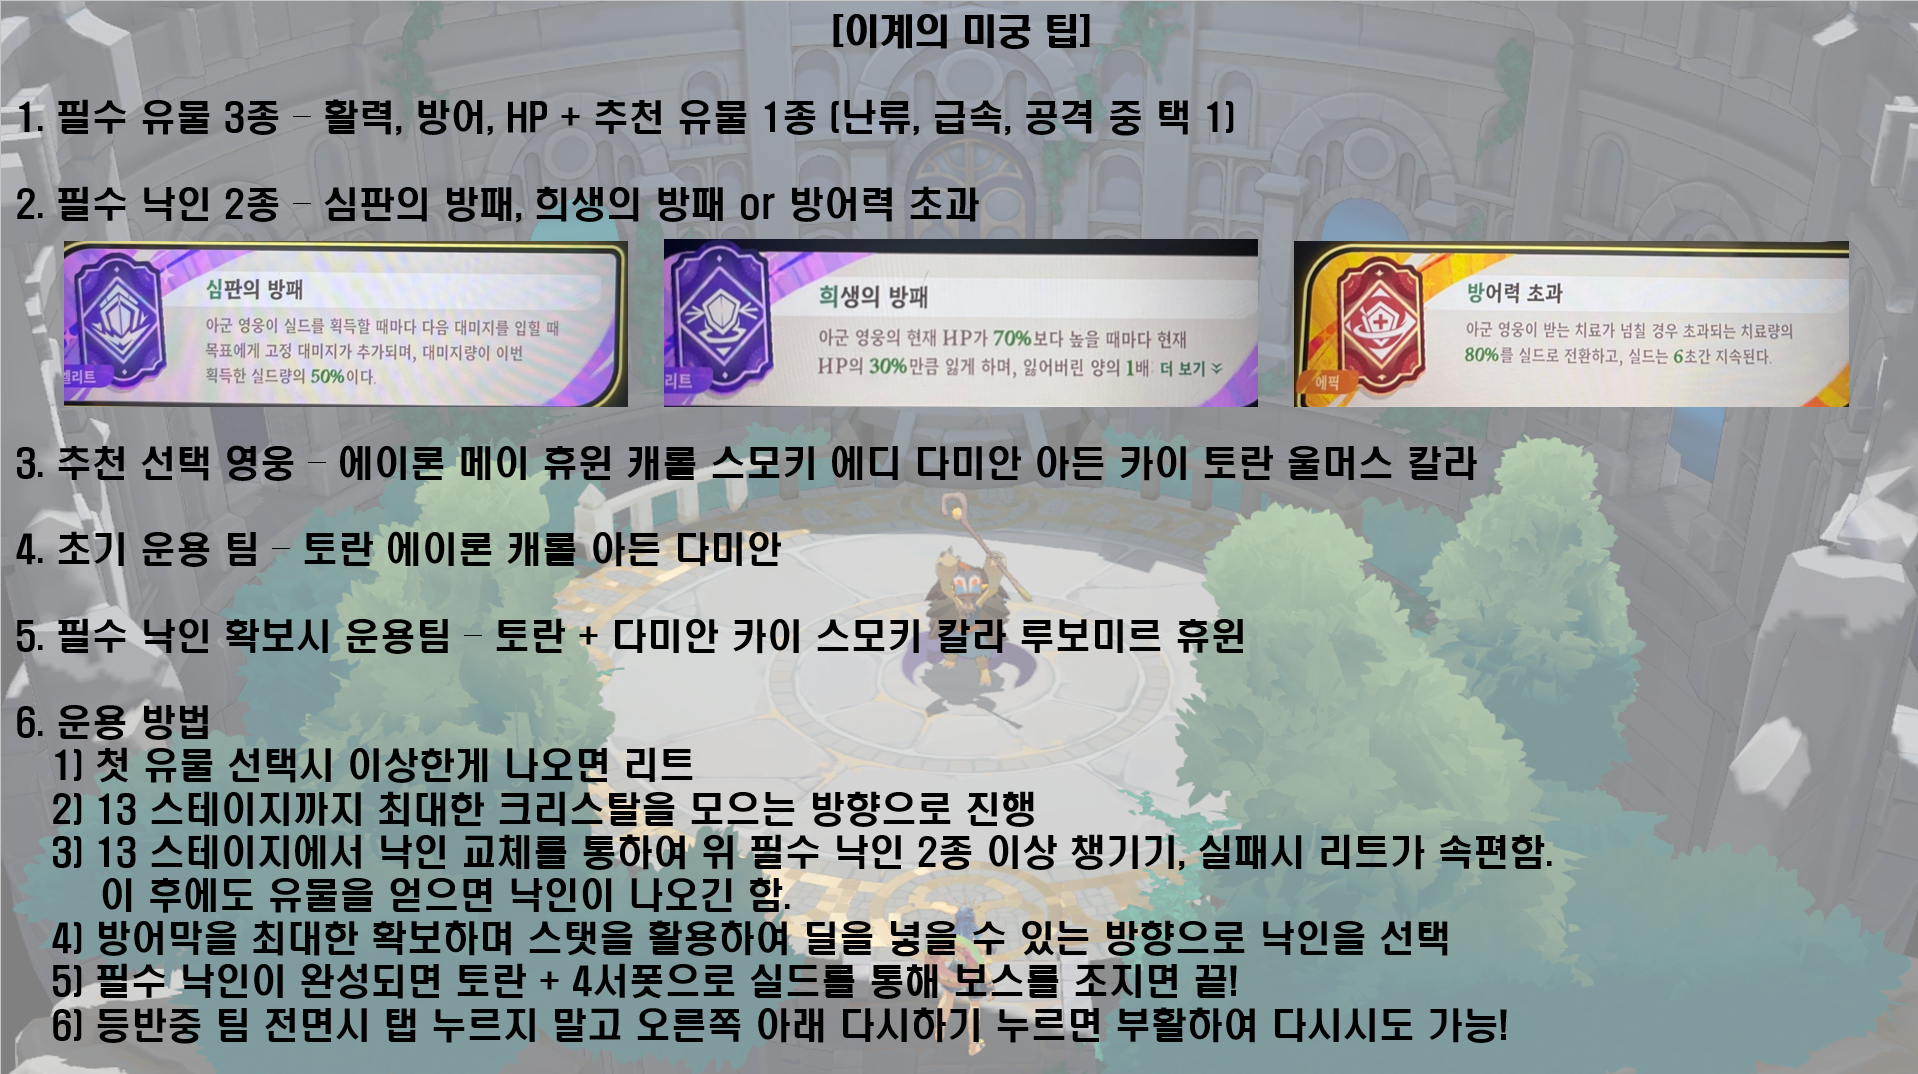 [이계의 미궁 팁]
1. 필수 유물 3종 - 활력, 방어, HP + 추천 유물 1종 (난류, 급속, 공격 중 택 1)
2. 필수 낙인 2종 - 심판의 방패, 희생의 방패 or 방어력 초과
심판의 방패
아군 영웅이 실드를 획득할 때마다 다음 대미지를 입힐 때
목표에게 고정 대미지가 추가되며, 대미지량이 이번
획득한 실드량의 50%이다.
엘리트
희생의 방패
아군 영웅의 현재 HP가 70%보다 높을 때마다 현재
HP의 30%만큼 잃게 하며, 잃어버린 양의 1배 더 보기
리트
방어력 초과
아군 영웅이 받는 치료가 넘칠 경우 초과되는 치료량의
80%를 실드로 전환하고, 실드는 6초간 지속된다.
에픽
3. 추천 선택 영웅 - 에이론 메이 휴윈 캐롤 스모키 에디 다미안 아든 카이 토란 울머스 칼라
4. 초기 운용 팀 - 토란 에이론 캐롤 아든 다미안
5. 필수 낙인 확보시 운용팀 - 토란 + 다미안 카이 스모키 칼라 루보미르 휴윈
6. 운용 방법
1) 첫 유물 선택시 이상한게 나오면 리트
2) 13 스테이지까지 최대한 크리스탈을 모으는 방향으로 진행
3) 13 스테이지에서 낙인 교체를 통하여 위 필수 낙인 2종 이상 챙기기, 실패시 리트가 속편함.
이 후에도 유물을 얻으면 낙인이 나오긴 함.
4) 방어막을 최대한 확보하며 스탯을 활용하여 딜을 넣을 수 있는 방향으로 낙인을 선택
5) 필수 낙인이 완성되면 토란 + 4서폿으로 실드를 통해 보스를 조지면 끝!
6) 등반중 팀 전면시 탭 누르지 말고 오른쪽 아래 다시하기 누르면 부활하여 다시시도 가능!